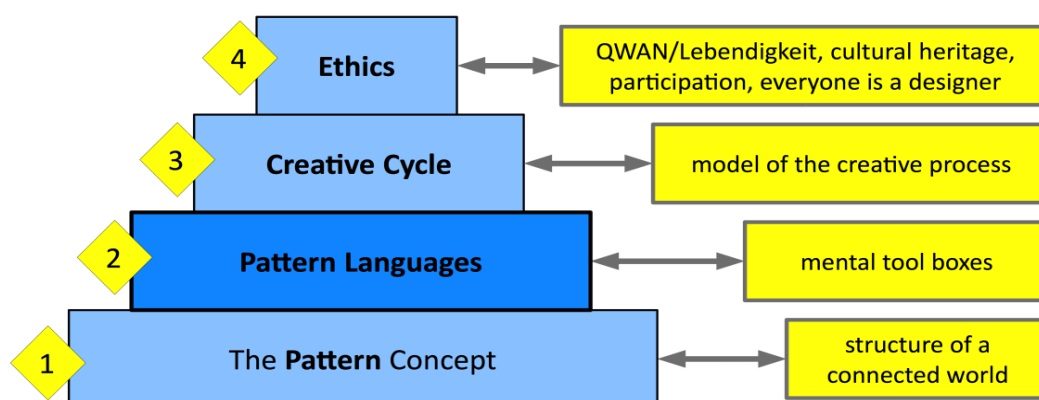 4
Ethics
QWAN/Lebendigkeit, cultural heritage,
participation, everyone is a designer
3
Creative Cycle
model of the creative process
2
Pattern Languages
mental tool boxes
1
The Pattern Concept
structure of a
connected world